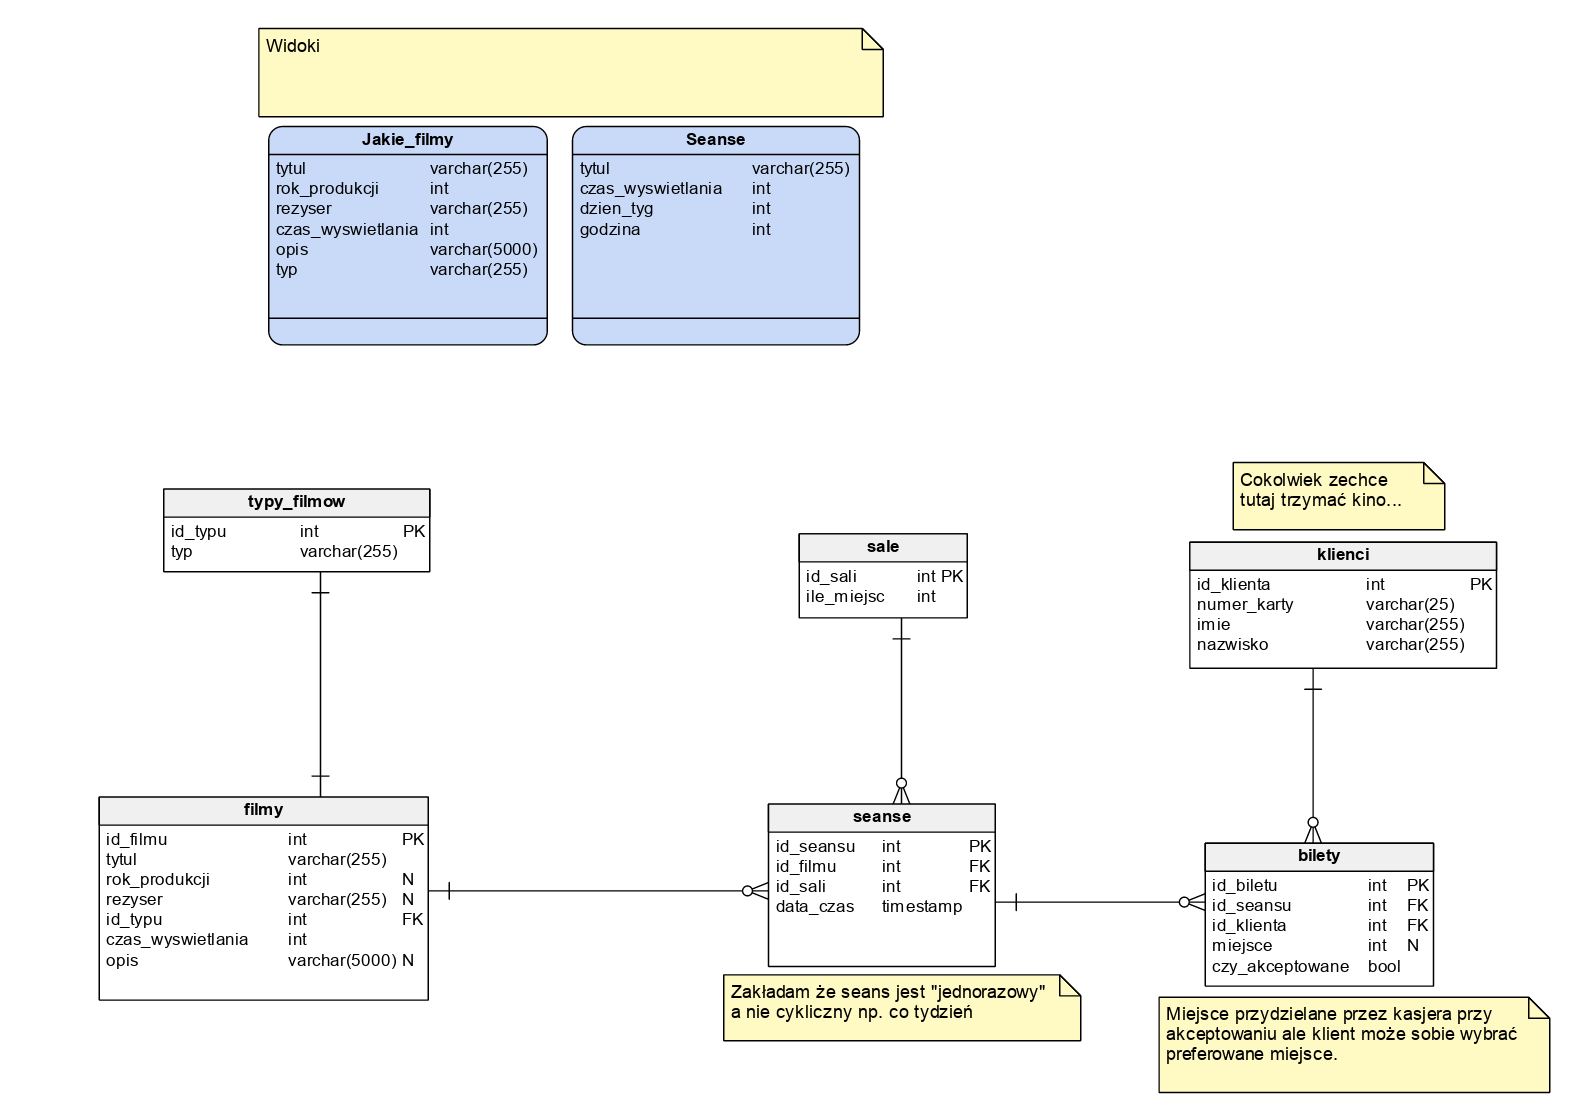 Widoki
Jakie_filmy
tytul varchar(255)
rok_produkcji int
rezyser varchar(255)
czas_wyswietlania int
opis varchar(5000)
typ varchar(255)
Seanse
tytul varchar(255)
czas_wyswietlania int
dzien_tyg int
godzina int
typy_filmow
id_typu int PK
typ varchar(255)
sale
id_sali int PK
ile_miejsc int
Cokolwiek zechce
tutaj trzymać kino...
klienci
id_klienta int PK
numer_karty varchar(25)
imie varchar(255)
nazwisko varchar(255)
filmy
id_filmu int PK
tytul varchar(255)
rok_produkcji int N
rezyser varchar(255) N
id_typu int FK
czas_wyswietlania int
opis varchar(5000) N
seanse
id_seansu int PK
id_filmu int FK
id_sali int FK
data_czas timestamp
Zakładam że seans jest "jednorazowy"
a nie cykliczny np. co tydzień
bilety
id_biletu int PK
id_seansu int FK
id_klienta int FK
miejsce int N
czy_akceptowane bool
Miejsce przydzielane przez kasjera przy
akceptowaniu ale klient może sobie wybrać
preferowane miejsce.